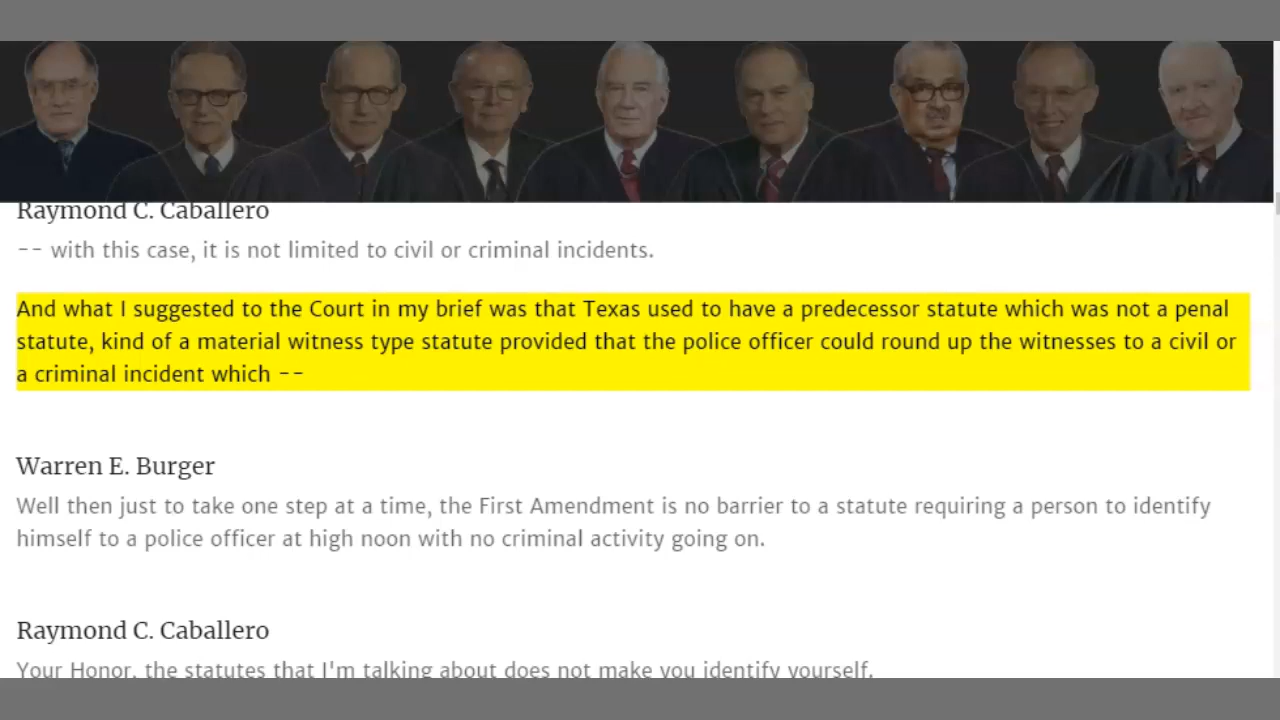 Raymond C. Caballero
-- with this case, it is not limited to civil or criminal incidents.
And what I suggested to the Court in my brief was that Texas used to have a predecessor statute which was not a penal
statute, kind of a material witness type statute provided that the police officer could round up the witnesses to a civil or
a criminal incident which --
Warren E. Burger
Well then just to take one step at a time, the First Amendment is no barrier to a statute requiring a person to identify
himself to a police officer at high noon with no criminal activity going on.
Raymond C. Caballero
Your Honor, the statutes that I'm talking about does not make you identify yourself.